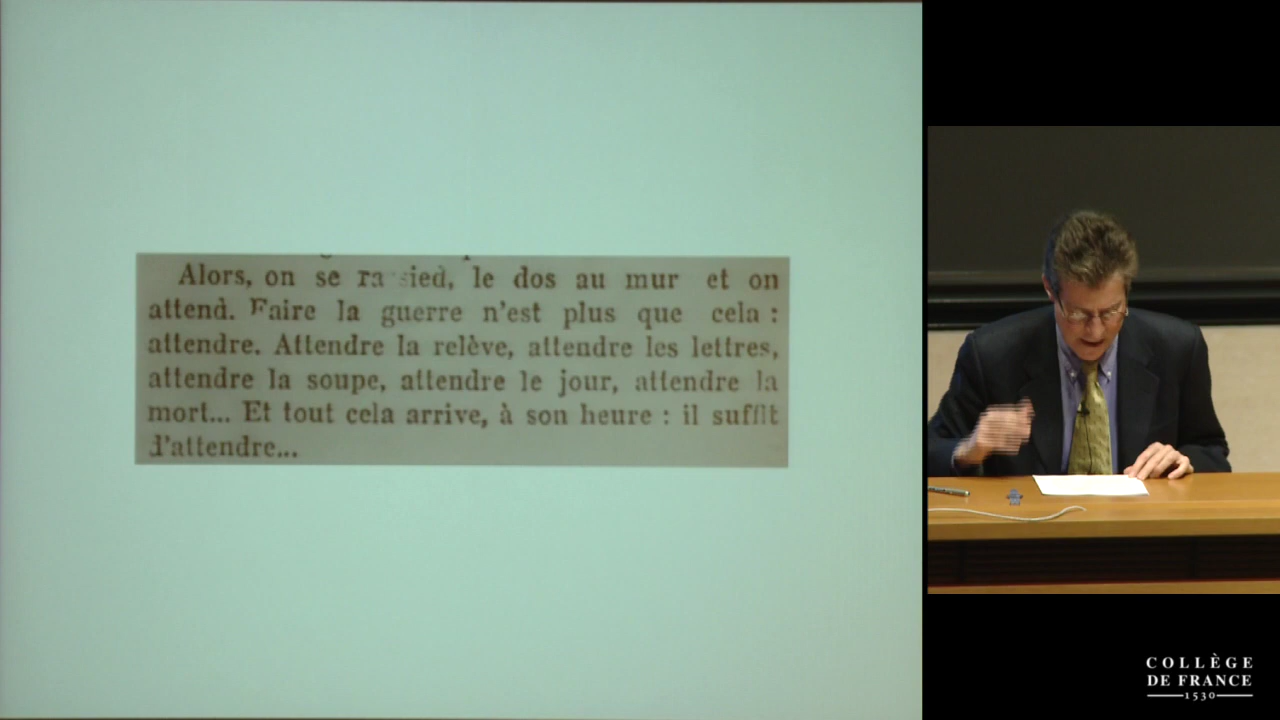 Alors, on se rassied, le dos au mur et on
attend. Faire la guerre n'est plus que cela :
attendre. Attendre la relève, attendre les lettres,
attendre la soupe, attendre le jour, attendre la
mort... Et tout cela arrive, à son heure : il suffit
d'attendre...
COLLÈGE
DE FRANCE
1530